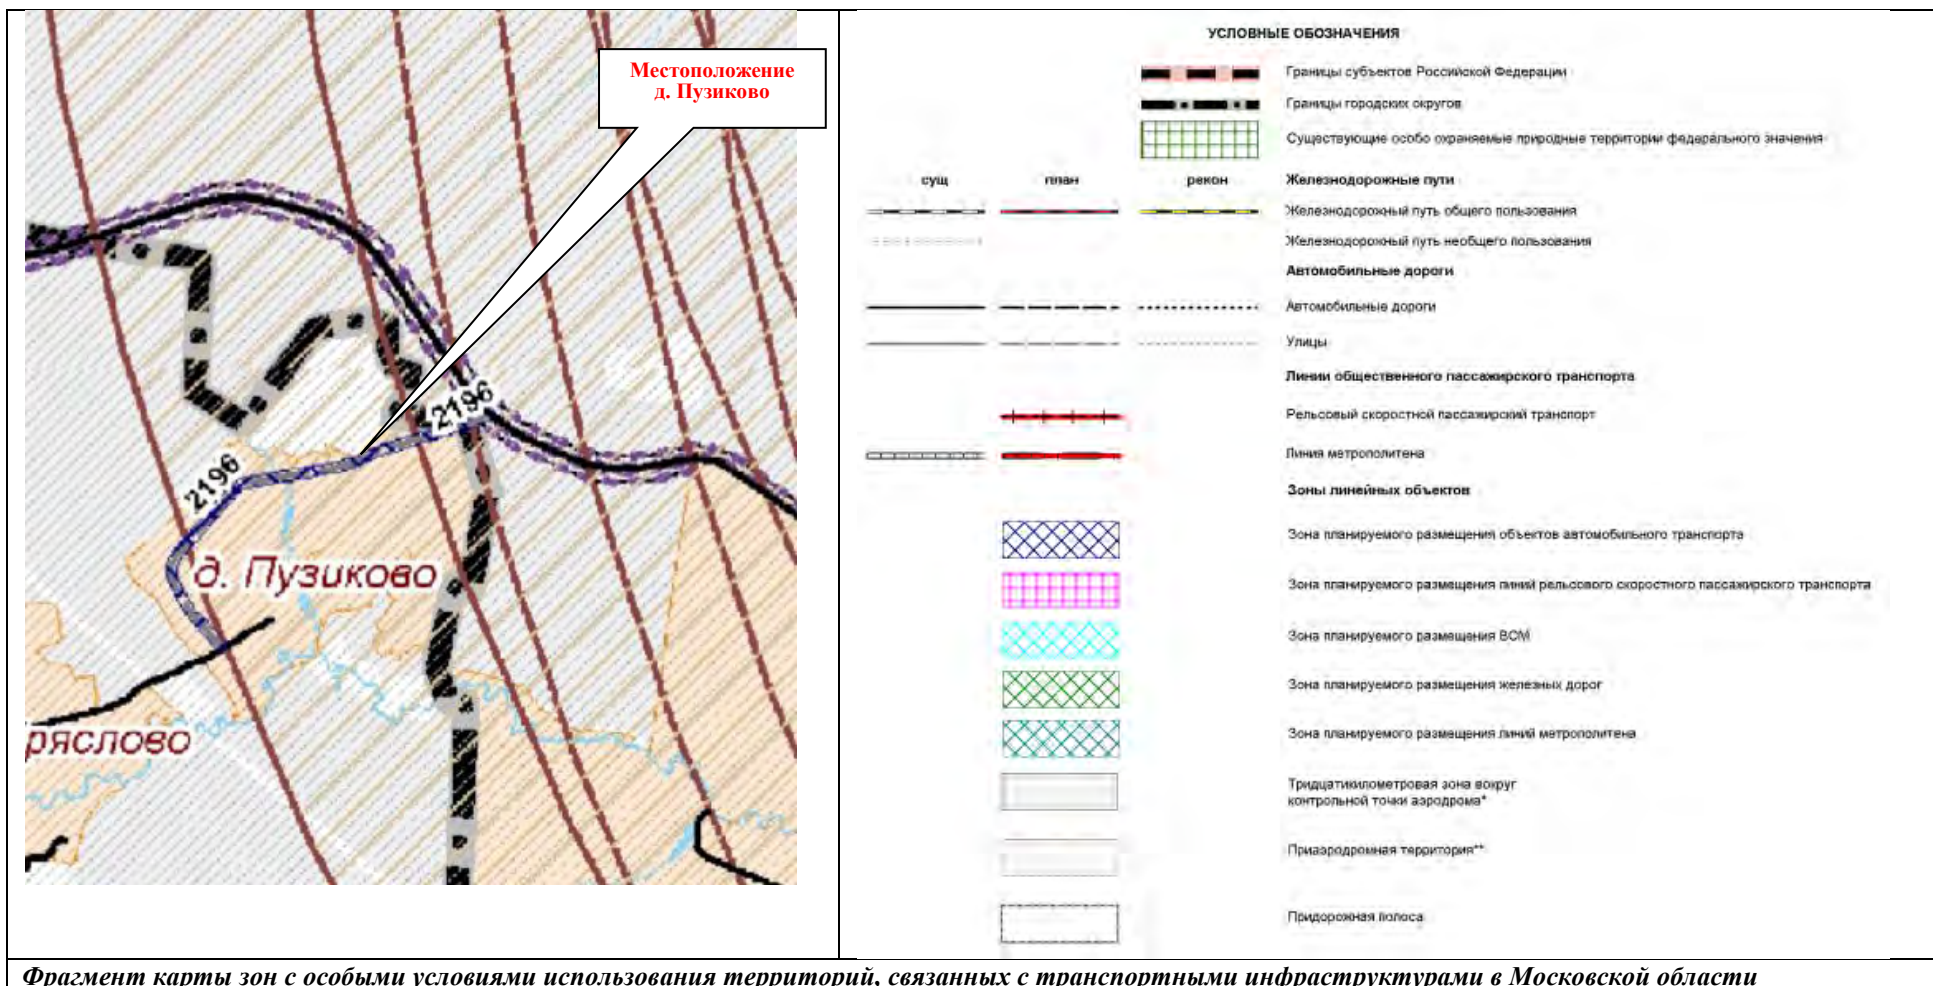 Местоположение
д. Пузиково
2196
2196
д. Пузиково
ряслово
УСЛОВНЫЕ ОБОЗНАЧЕНИЯ
Границы субъектов Российской Федерации
Границы городских округов
Существующие особо охраняемые природные территории федерального значения
сущ план рекон Железнодорожные пути
Железнодорожный путь общего пользования
Железнодорожный путь необщего пользования
Автомобильные дороги
Автомобильные дороги
Улицы
Линии общественного пассажирского транспорта
Рельсовый скоростной пассажирский транспорт
Линия метрополитена
Зоны линейных объектов
Зона планируемого размещения объектов автомобильного транспорта
Зона планируемого размещения линий рельсового скоростного пассажирского транспорта
Зона планируемого размещения ВСМ
Зона планируемого размещения железных дорог
Зона планируемого размещения линий метрополитена
Тридцатикилометровая зона вокруг
контрольной точки аэродрома*
Приаэродромная территория**
Придорожная полоса
Фрагмент карты зон с особыми условиями использования территорий, связанных с транспортными инфраструктурами в Московской области